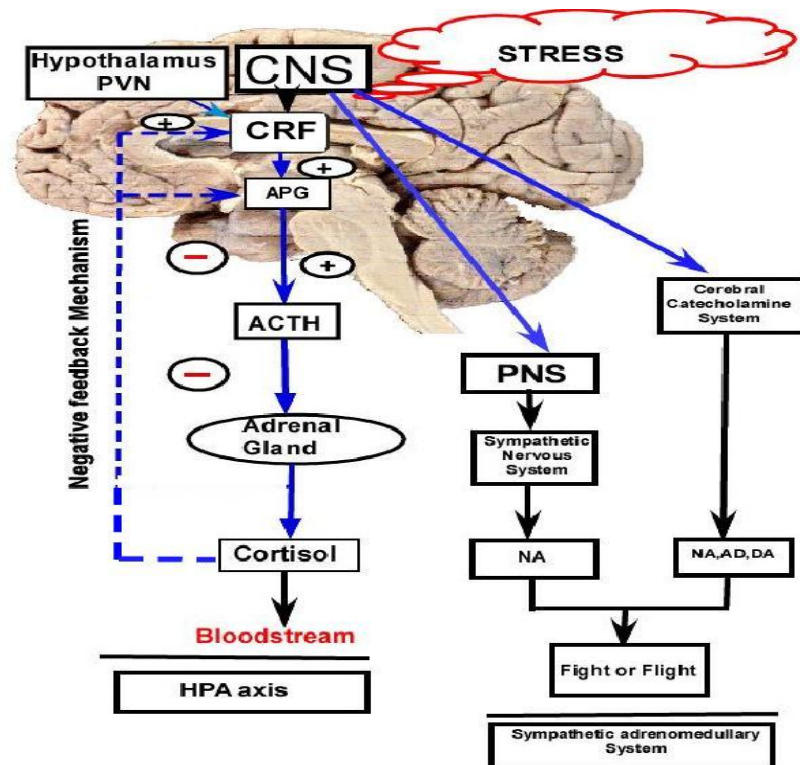 STRESS
CNS
Hypothalamus
PVN
+
CRF
+
APG
−
+
Negative feedback Mechanism
ACTH
−
Adrenal
Gland
Cortisol
Bloodstream
HPA axis
Cerebral
Catecholamine
System
PNS
Sympathetic
Nervous
System
NA
NA,AD,DA
Fight or Flight
Sympathetic adrenomedullary
System